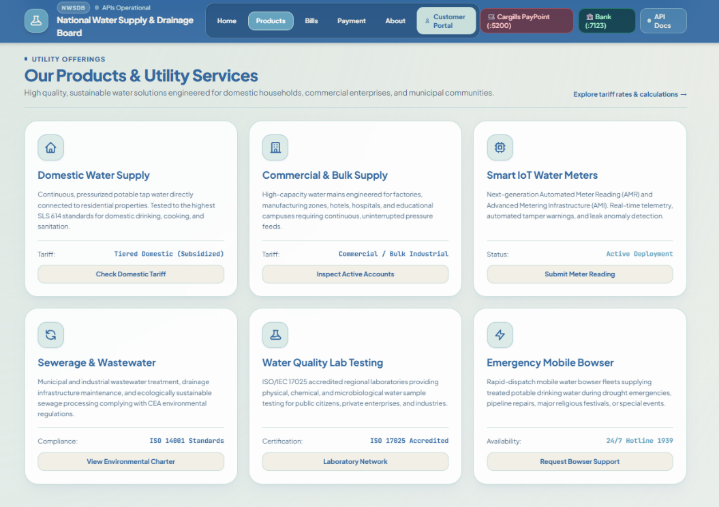 NWSDB
APIs Operational
National Water Supply & Drainage
Board
Home
Products
Bills
Payment
About
Customer
Portal
Cargills PayPoint
(:5200)
Bank
(:7123)
API
Docs
UTILITY OFFERINGS
Our Products & Utility Services
High quality, sustainable water solutions engineered for domestic households, commercial enterprises, and municipal communities.
Explore tariff rates & calculations →
Domestic Water Supply
Continuous, pressurized potable tap water directly
connected to residential properties. Tested to the highest
SLS 614 standards for domestic drinking, cooking, and
sanitation.
Tariff:
Tiered Domestic (Subsidized)
Check Domestic Tariff
Commercial & Bulk Supply
High-capacity water mains engineered for factories,
manufacturing zones, hotels, hospitals, and educational
campuses requiring continuous, uninterrupted pressure
feeds.
Tariff:
Commercial / Bulk Industrial
Inspect Active Accounts
Smart IoT Water Meters
Next-generation Automated Meter Reading (AMR) and
Advanced Metering Infrastructure (AMI). Real-time telemetry,
automated tamper warnings, and leak anomaly detection.
Status:
Active Deployment
Submit Meter Reading
Sewerage & Wastewater
Municipal and industrial wastewater treatment, drainage
infrastructure maintenance, and ecologically sustainable
sewage processing complying with CEA environmental
regulations.
Compliance:
ISO 14001 Standards
View Environmental Charter
Water Quality Lab Testing
ISO/IEC 17025 accredited regional laboratories providing
physical, chemical, and microbiological water sample
testing for public citizens, private enterprises, and industries.
Certification:
ISO 17025 Accredited
Laboratory Network
Emergency Mobile Bowser
Rapid-dispatch mobile water bowser fleets supplying
treated potable drinking water during drought emergencies,
pipeline repairs, major religious festivals, or special events.
Availability:
24/7 Hotline 1939
Request Bowser Support